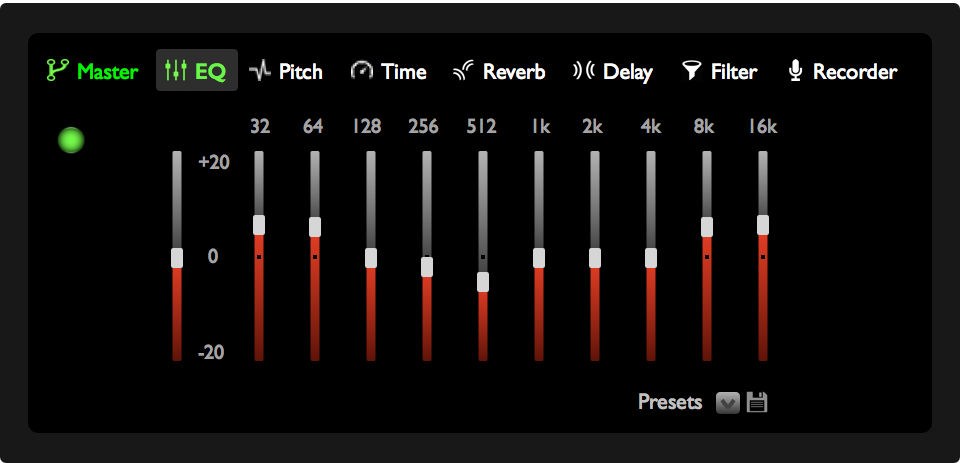 Master EQ Pitch Time Reverb Delay Filter Recorder
32 64 128 256 512 1k 2k 4k 8k 16k
+20
0
-20
Presets